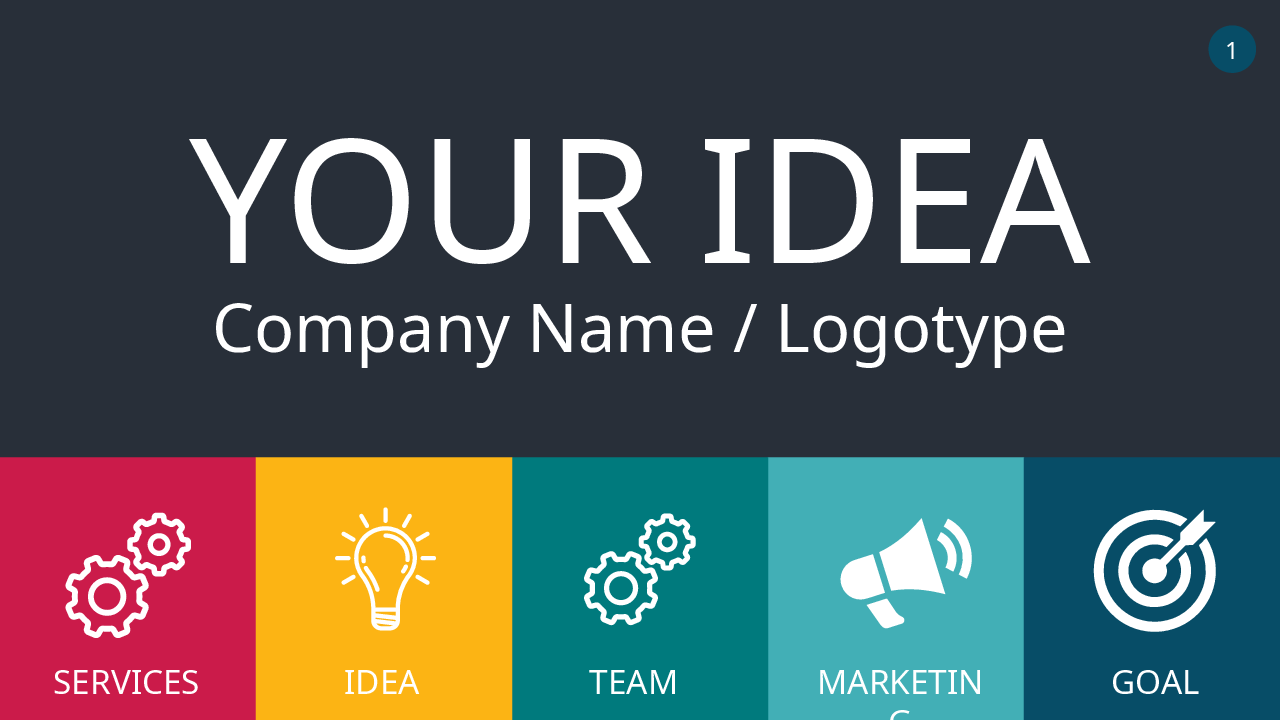 1
YOUR IDEA
Company Name / Logotype
SERVICES
IDEA
TEAM
MARKETIN
G
GOAL